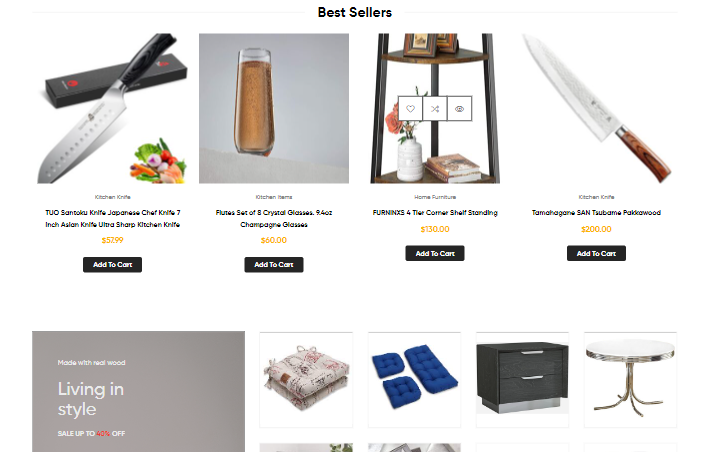 Best Sellers
Kitchen Knife
TUO Santoku Knife Japanese Chef Knife 7
Inch Asian Knife Ultra Sharp Kitchen Knife
$57.99
Add To Cart
Kitchen Items
Flutes Set of 8 Crystal Glasses. 9.4oz
Champagne Glasses
$60.00
Add To Cart
Home Furniture
FURNINXS 4 Tier Corner Shelf Standing
$130.00
Add To Cart
Kitchen Knife
Tamahagane SAN Tsubame Pakkawood
$200.00
Add To Cart
Made with real wood
Living in
style
SALE UP TO 40% OFF